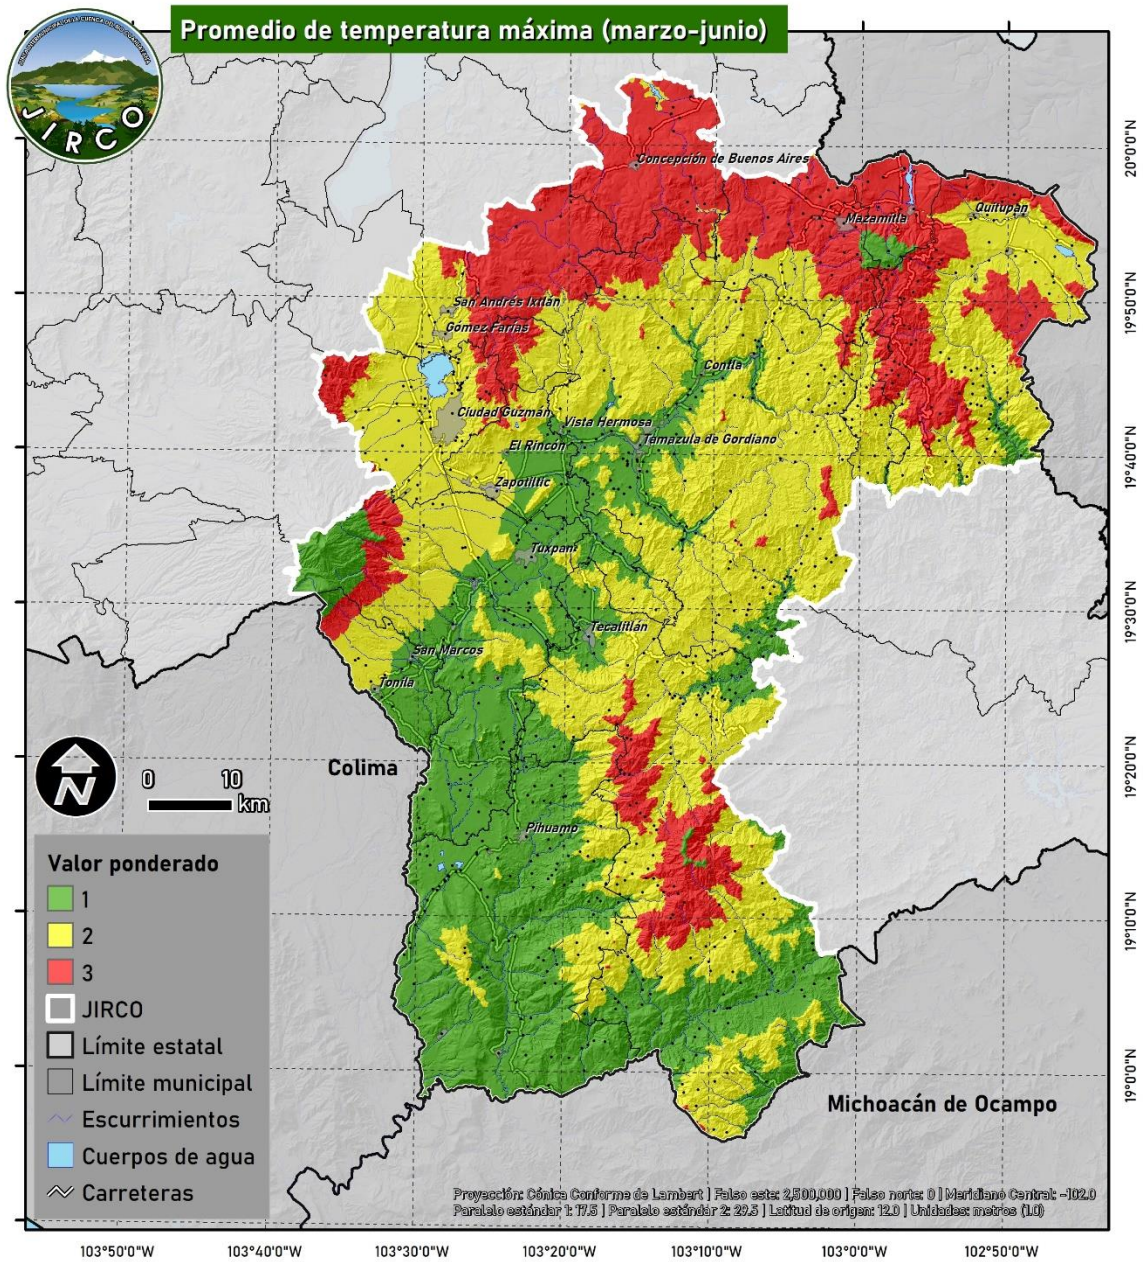 Promedio de temperatura máxima (marzo-junio)
JIRCO
20°0'0"N
19°50'0"N
19°40'0"N
19°30'0"N
19°20'0"N
19°10'0"N
19°0'0"N
Concepción de Buenos Aires
Mazamitla
Quitupan
San Andrés Ixtlán
Gómez Farías
Contla
Ciudad Guzmán
Vista Hermosa
El Rincón
Tamazula de Gordiano
Zapotiltic
Tuxpan
Tecalitlán
San Marcos
Tonila
Colima
Pihuamo
Michoacán de Ocampo
N
0 10
km
Valor ponderado
1
2
3
JIRCO
Límite estatal
Límite municipal
Escurrimientos
Cuerpos de agua
Carreteras
Proyección: Cónica Conforme de Lambert | Falso este: 2,500,000 | Falso norte: 0 | Meridiano Central: -102.0
Paralelo estándar 1: 17.5 | Paralelo estándar 2: 29.5 | Latitud de origen: 12.0 | Unidades: metros (1.0)
103°50'0"W 103°40'0"W 103°30'0"W 103°20'0"W 103°10'0"W 103°0'0"W 102°50'0"W